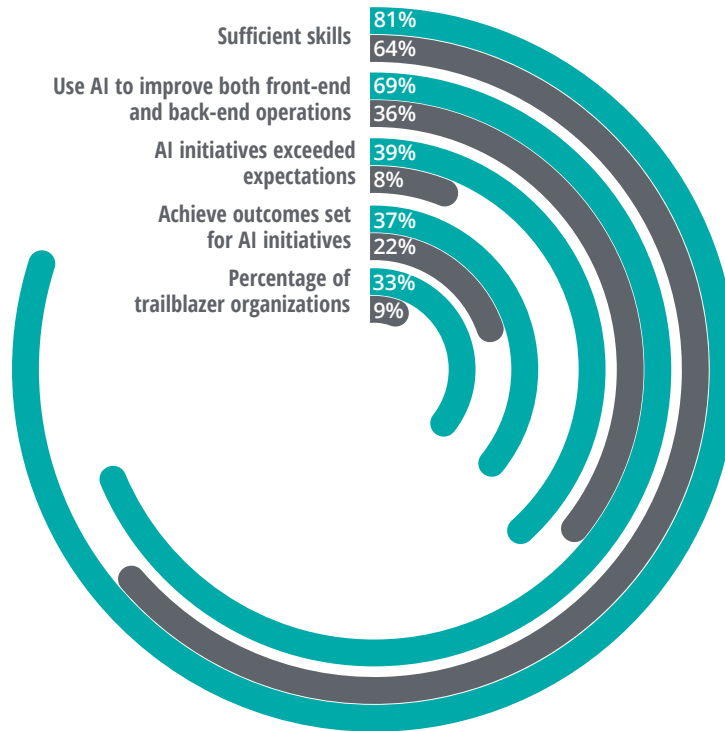 Sufficient skills
81%
64%
Use AI to improve both front-end
and back-end operations
69%
36%
AI initiatives exceeded
expectations
39%
8%
Achieve outcomes set
for AI initiatives
37%
22%
Percentage of
trailblazer organizations
33%
9%